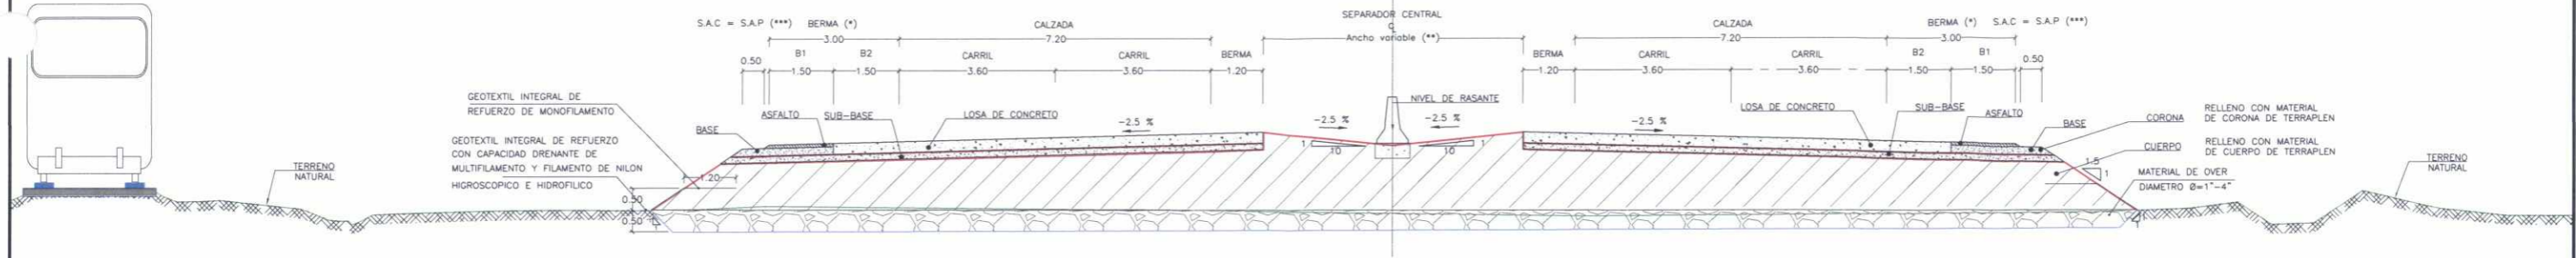 SEPARADOR CENTRAL
S.A.C = S.A.P (***) BERMA (*) CALZADA
CALZADA BERMA (*) S.A.C = S.A.P (***)
3.00 7.20 Ancho variable (**) 7.20 3.00
B1 B2 CARRIL CARRIL BERMA
BERMA CARRIL CARRIL B2 B1
0.50 1.50 1.50 3.60 3.60 1.20
1.20 3.60 3.60 1.50 1.50 0.50
GEOTEXTIL INTEGRAL DE
REFUERZO DE MONOFILAMENTO
NIVEL DE RASANTE
BASE ASFALTO SUB-BASE LOSA DE CONCRETO
-2.5 % -2.5 % -2.5 % -2.5 %
LOSA DE CONCRETO SUB-BASE ASFALTO BASE
CORONA
RELLENO CON MATERIAL
DE CORONA DE TERRAPLEN
CUERPO
RELLENO CON MATERIAL
DE CUERPO DE TERRAPLEN
GEOTEXTIL INTEGRAL DE REFUERZO
CON CAPACIDAD DRENANTE DE
MULTIFILAMENTO Y FILAMENTO DE NILON
HIGROSCOPICO E HIDROFILICO
1 10 10 1
1.5
1
TERRENO
NATURAL
1.20
0.50
0.50
MATERIAL DE OVER
DIAMETRO Ø=1"-4"
TERRENO
NATURAL